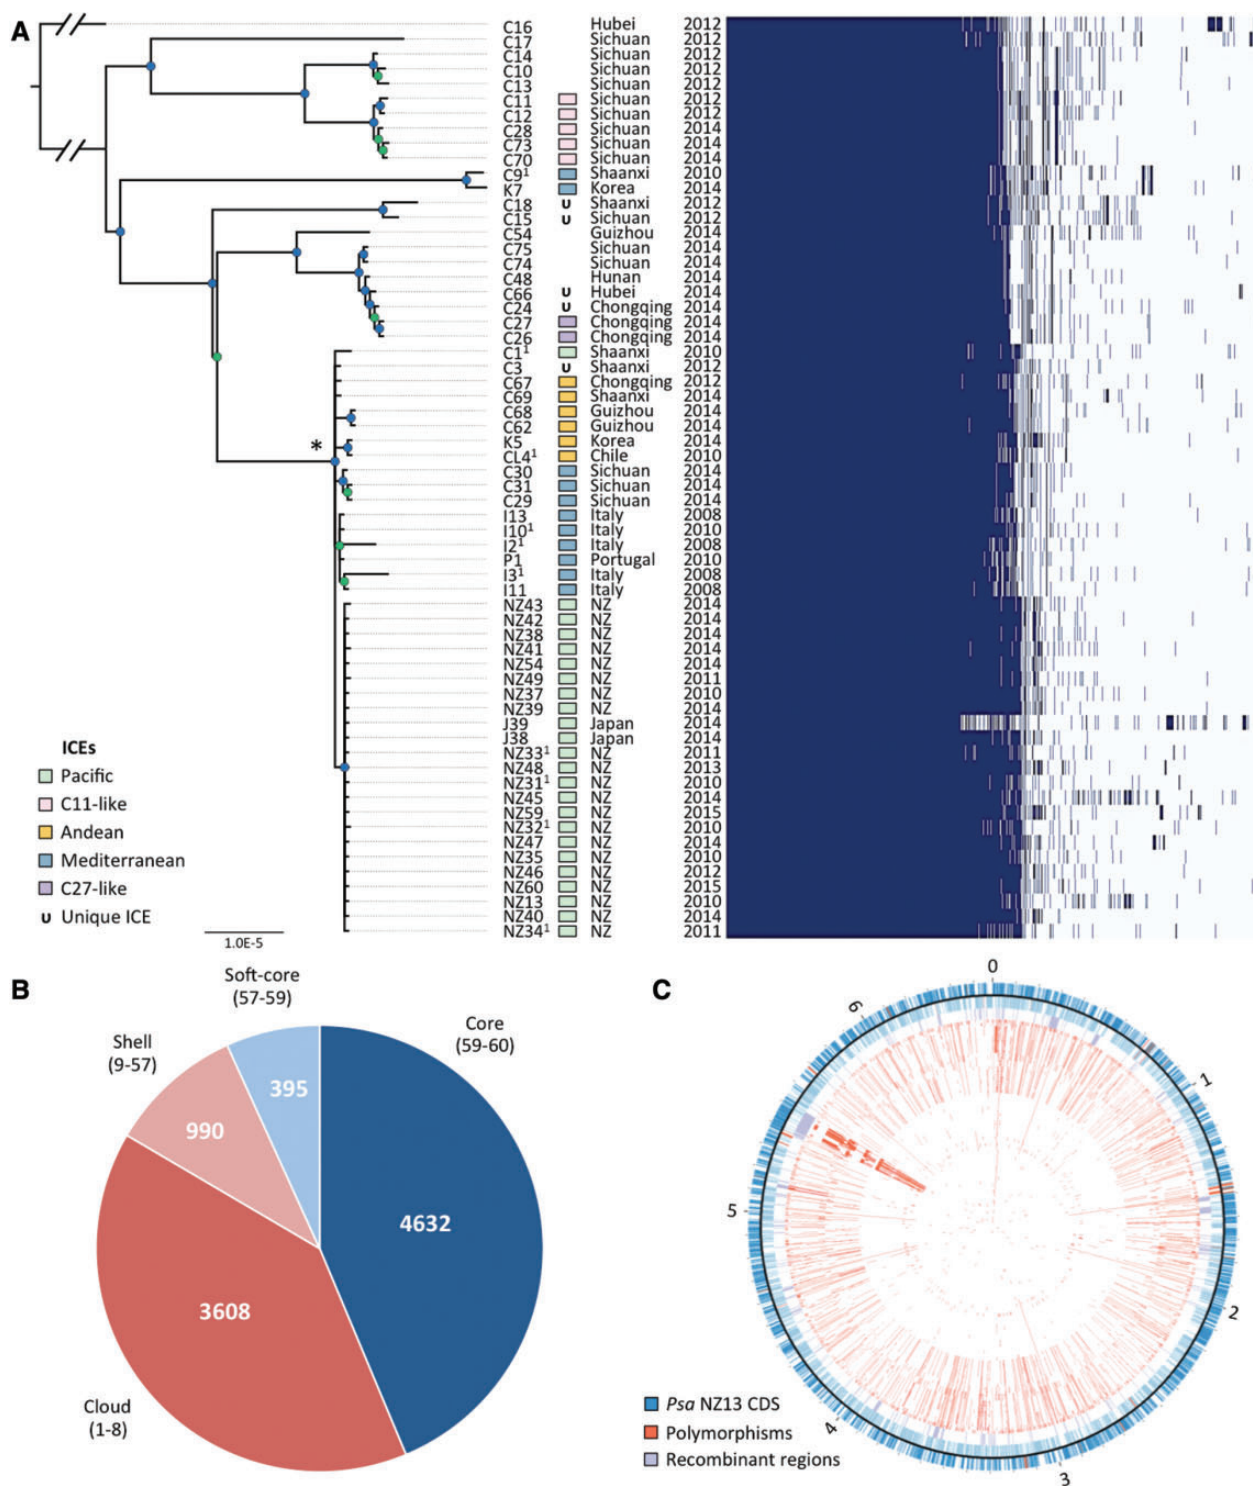 A
C16 Hubei 2012
C17 Sichuan 2012
C14 Sichuan 2012
C10 Sichuan 2012
C13 Sichuan 2012
C11 Sichuan 2012
C12 Sichuan 2012
C28 Sichuan 2014
C73 Sichuan 2014
C70 Sichuan 2014
C9¹ Shaanxi 2010
K7 Korea 2014
C18 υ Shaanxi 2012
C15 υ Sichuan 2012
C54 Guizhou 2014
C75 Sichuan 2014
C74 Sichuan 2014
C48 Hunan 2014
C66 υ Hubei 2014
C24 υ Chongqing 2014
C27 Chongqing 2014
C26 Chongqing 2014
C1¹ Shaanxi 2010
C3 υ Shaanxi 2012
C67 Chongqing 2012
C69 Shaanxi 2014
C68 Guizhou 2014
C62 Guizhou 2014
K5 Korea 2014
*
CL4¹ Chile 2010
C30 Sichuan 2014
C31 Sichuan 2014
C29 Sichuan 2014
I13 Italy 2008
I10¹ Italy 2010
I2¹ Italy 2008
P1 Portugal 2010
I3¹ Italy 2008
I11 Italy 2008
NZ43 NZ 2014
NZ42 NZ 2014
NZ38 NZ 2014
NZ41 NZ 2014
NZ54 NZ 2014
NZ49 NZ 2011
NZ37 NZ 2010
NZ39 NZ 2014
J39 Japan 2014
J38 Japan 2014
NZ33¹ NZ 2011
NZ48 NZ 2013
NZ31¹ NZ 2010
NZ45 NZ 2014
NZ59 NZ 2015
NZ32¹ NZ 2010
NZ47 NZ 2014
NZ35 NZ 2010
NZ46 NZ 2012
NZ60 NZ 2015
NZ13 NZ 2010
NZ40 NZ 2014
NZ34¹ NZ 2011
ICEs
Pacific
C11-like
Andean
Mediterranean
C27-like
υ Unique ICE
1.0E-5
B
Soft-core
(57-59)
Core
(59-60)
Shell
(9-57)
395
990
4632
3608
Cloud
(1-8)
C
0
1
2
3
4
5
6
Psa NZ13 CDS
Polymorphisms
Recombinant regions